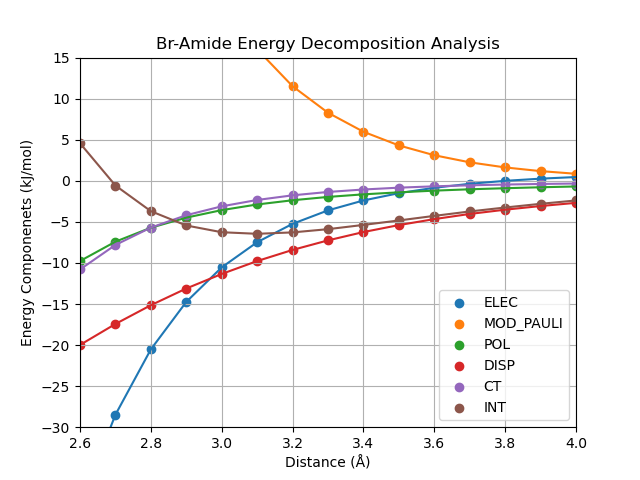 Br-Amide Energy Decomposition Analysis
Energy Componenets (kJ/mol)
15
10
5
0
−5
−10
−15
−20
−25
−30
ELEC
MOD_PAULI
POL
DISP
CT
INT
2.6 2.8 3.0 3.2 3.4 3.6 3.8 4.0
Distance (Å)